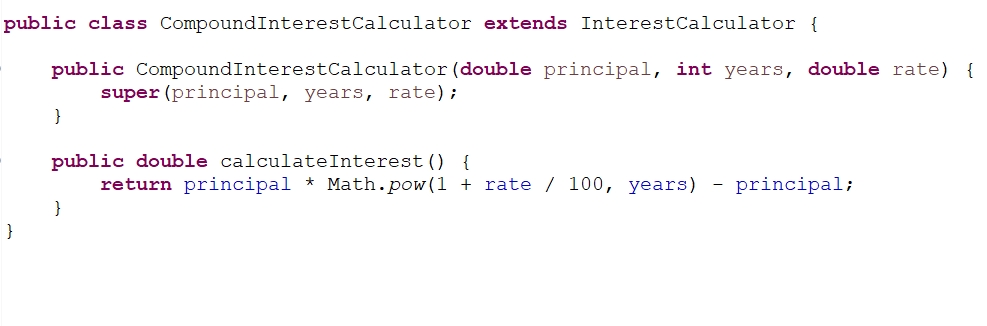 public class CompoundInterestCalculator extends InterestCalculator {
public CompoundInterestCalculator(double principal, int years, double rate) {
super(principal, years, rate);
}
public double calculateInterest() {
return principal * Math.pow(1 + rate / 100, years) - principal;
}
}